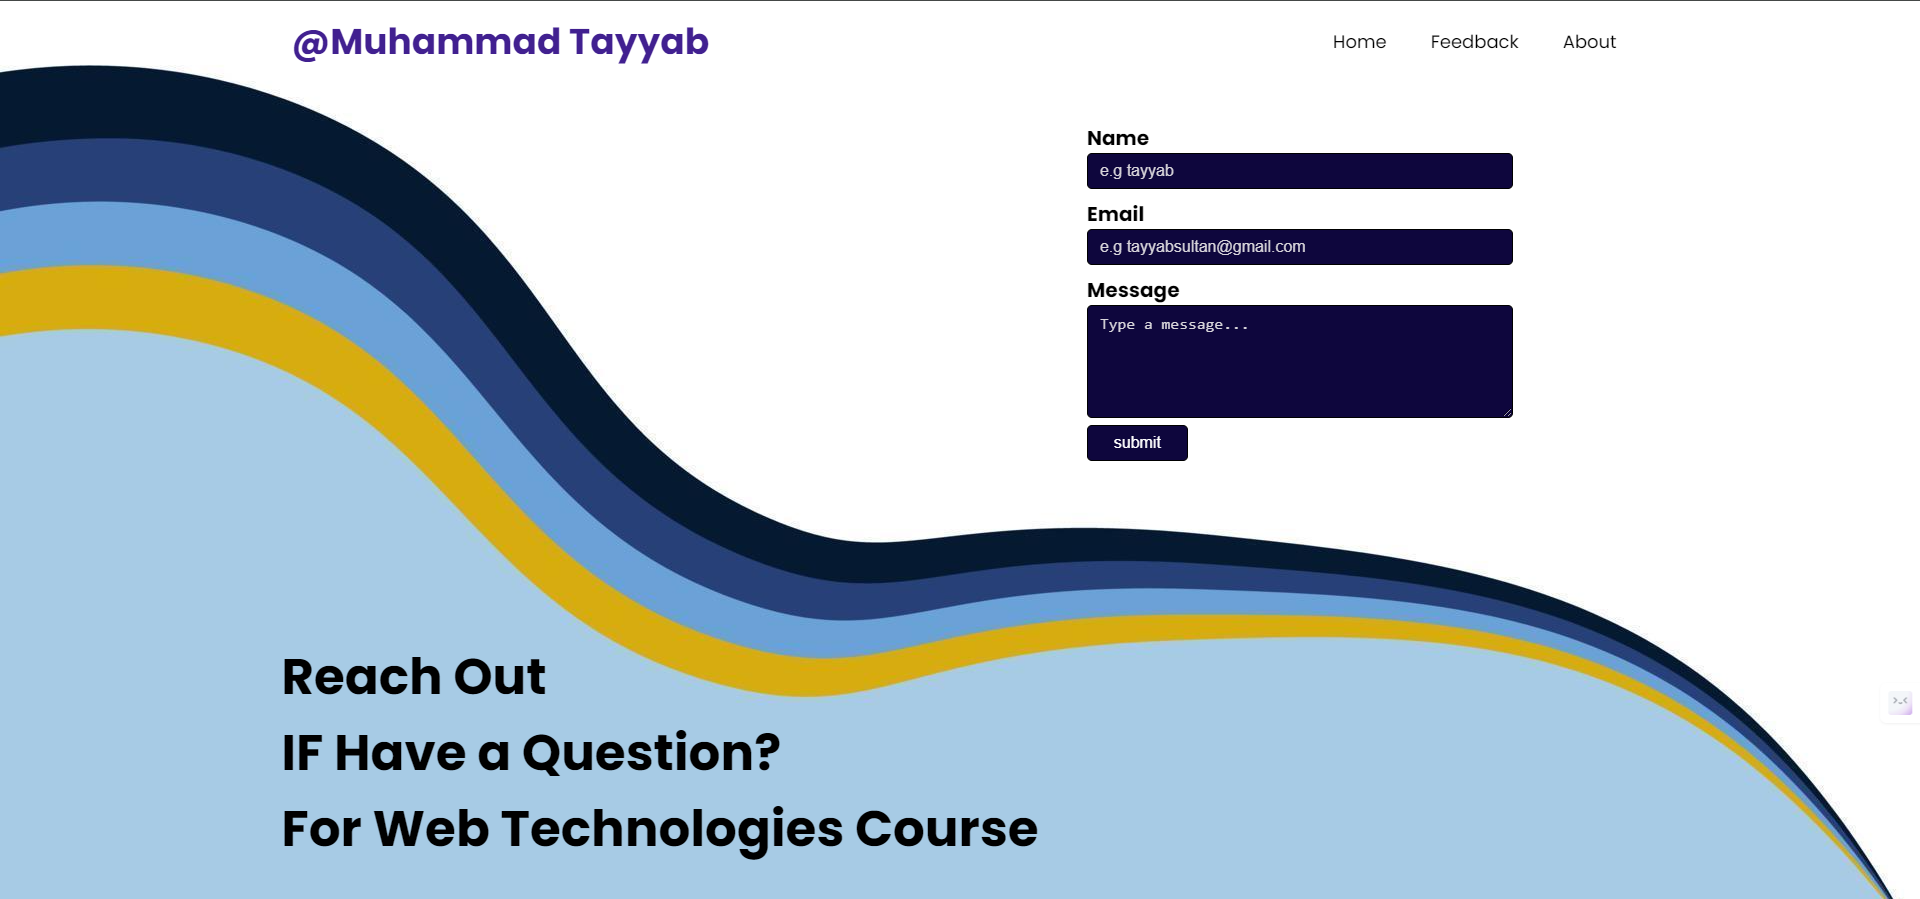 @Muhammad Tayyab
Home Feedback About
Name
e.g tayyab
Email
e.g tayyabsultan@gmail.com
Message
Type a message...
submit
Reach Out
IF Have a Question?
For Web Technologies Course